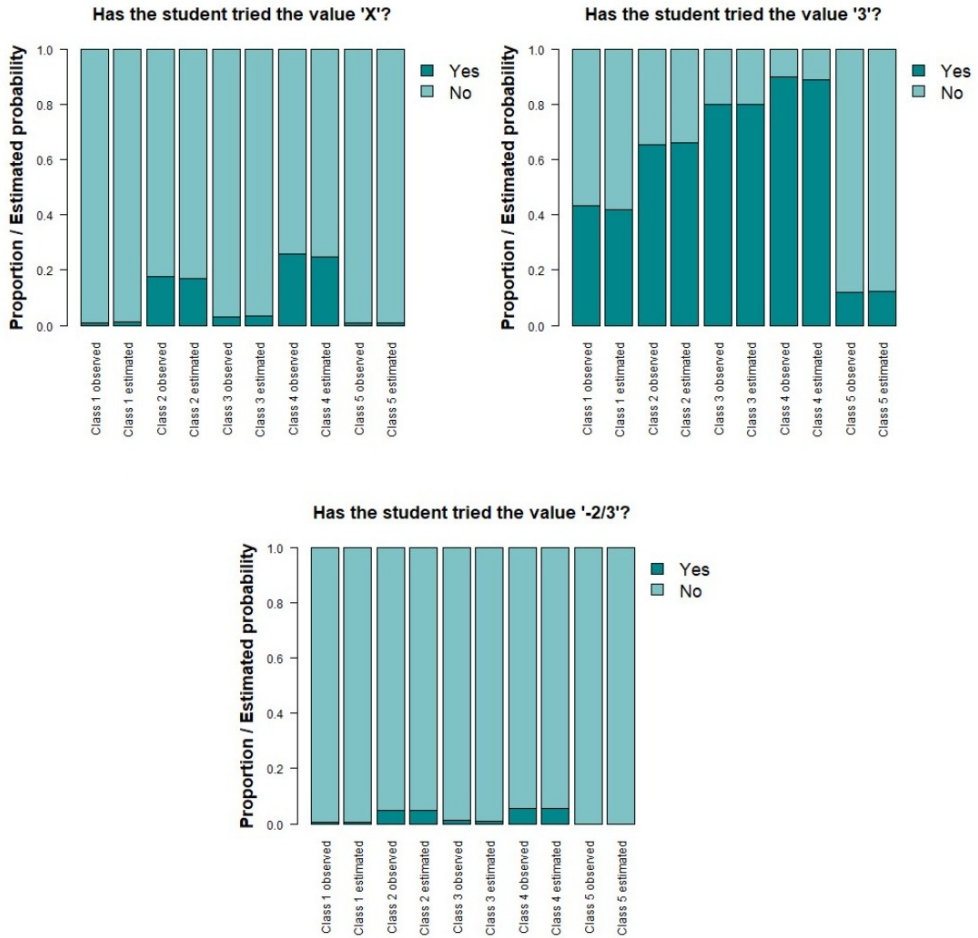 Has the student tried the value 'X'?
Proportion / Estimated probability
1.0
0.8
0.6
0.4
0.2
0.0
Yes
No
Class 1 observed
Class 1 estimated
Class 2 observed
Class 2 estimated
Class 3 observed
Class 3 estimated
Class 4 observed
Class 4 estimated
Class 5 observed
Class 5 estimated
Has the student tried the value '3'?
Proportion / Estimated probability
1.0
0.8
0.6
0.4
0.2
0.0
Yes
No
Class 1 observed
Class 1 estimated
Class 2 observed
Class 2 estimated
Class 3 observed
Class 3 estimated
Class 4 observed
Class 4 estimated
Class 5 observed
Class 5 estimated
Has the student tried the value '-2/3'?
Proportion / Estimated probability
1.0
0.8
0.6
0.4
0.2
0.0
Yes
No
Class 1 observed
Class 1 estimated
Class 2 observed
Class 2 estimated
Class 3 observed
Class 3 estimated
Class 4 observed
Class 4 estimated
Class 5 observed
Class 5 estimated